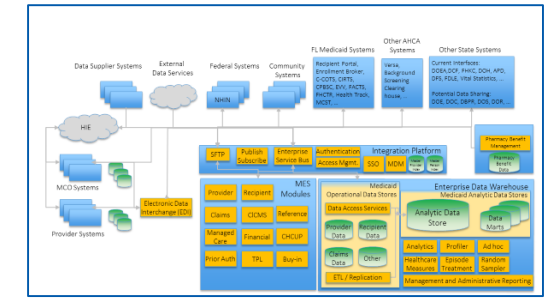 Data Supplier Systems
External
Data Services
Federal Systems
Community
Systems
FL Medicaid Systems
Other AHCA
Systems
Other State Systems
Recipient Portal,
Enrollment Broker,
C-COTS, CIRTS,
CPBSC, EVV, FACTS,
FHCTP, Health Track,
MCST, ...
Versa,
Background
Screening
Clearing
house, ...
Current Interfaces:
DOEA, DCF, FHKC, DOH, APD,
DFS, FDLE, Vital Statistics, ...
Potential Data Sharing:
DOE, DOC, DBPR, DOS, DOR, ...
NHIN
HIE
MCO Systems
Provider Systems
Electronic Data
Interchange (EDI)
SFTP
Publish
Subscribe
Enterprise
Service Bus
Authentication
Access Mgmt.
Integration Platform
SSO
MDM
Pharmacy Benefit
Management
Pharmacy
Benefit
Data
MES
Modules
Provider
Recipient
Claims
CICMS
Reference
Managed
Care
Financial
CHCUP
Prior Auth
TPL
Buy-in
Medicaid
Operational Data Stores
Data Access Services
Provider
Data
Recipient
Data
Claims
Data
Other
ETL / Replication
Enterprise Data Warehouse
Medicaid Analytic Data Stores
Analytic Data
Store
Data
Marts
Analytics
Profiler
Ad hoc
Healthcare
Measures
Episode
Treatment
Random
Sampler
Management and Administrative Reporting